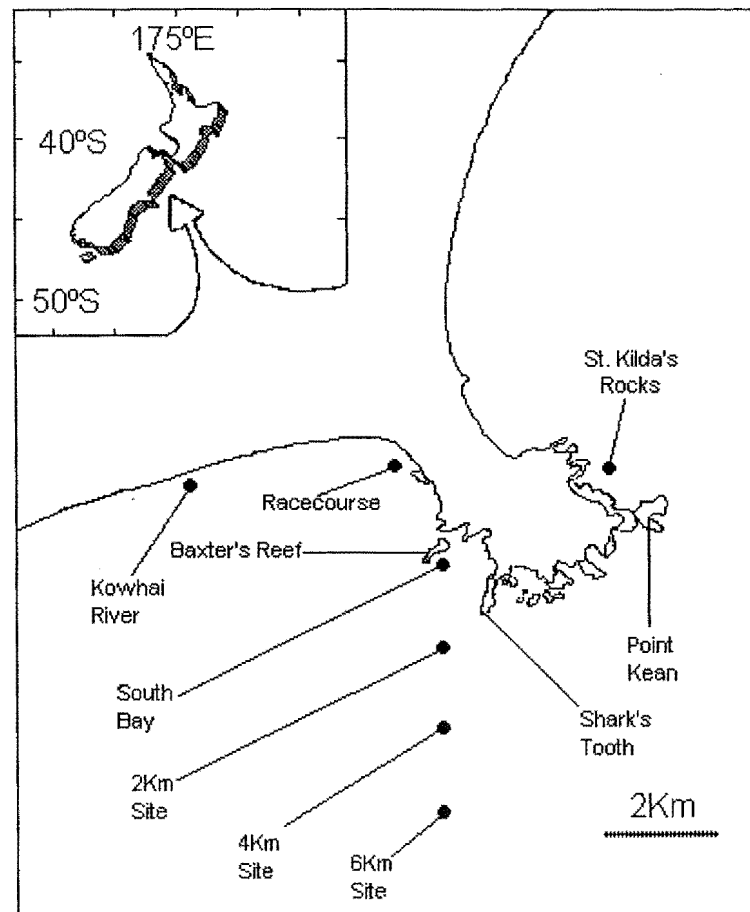 175ºE
40ºS
50ºS
St. Kilda's
Rocks
Racecourse
Baxter's Reef
Kowhai
River
Point
Kean
South
Bay
Shark's
Tooth
2Km
Site
2Km
4Km
Site
6Km
Site